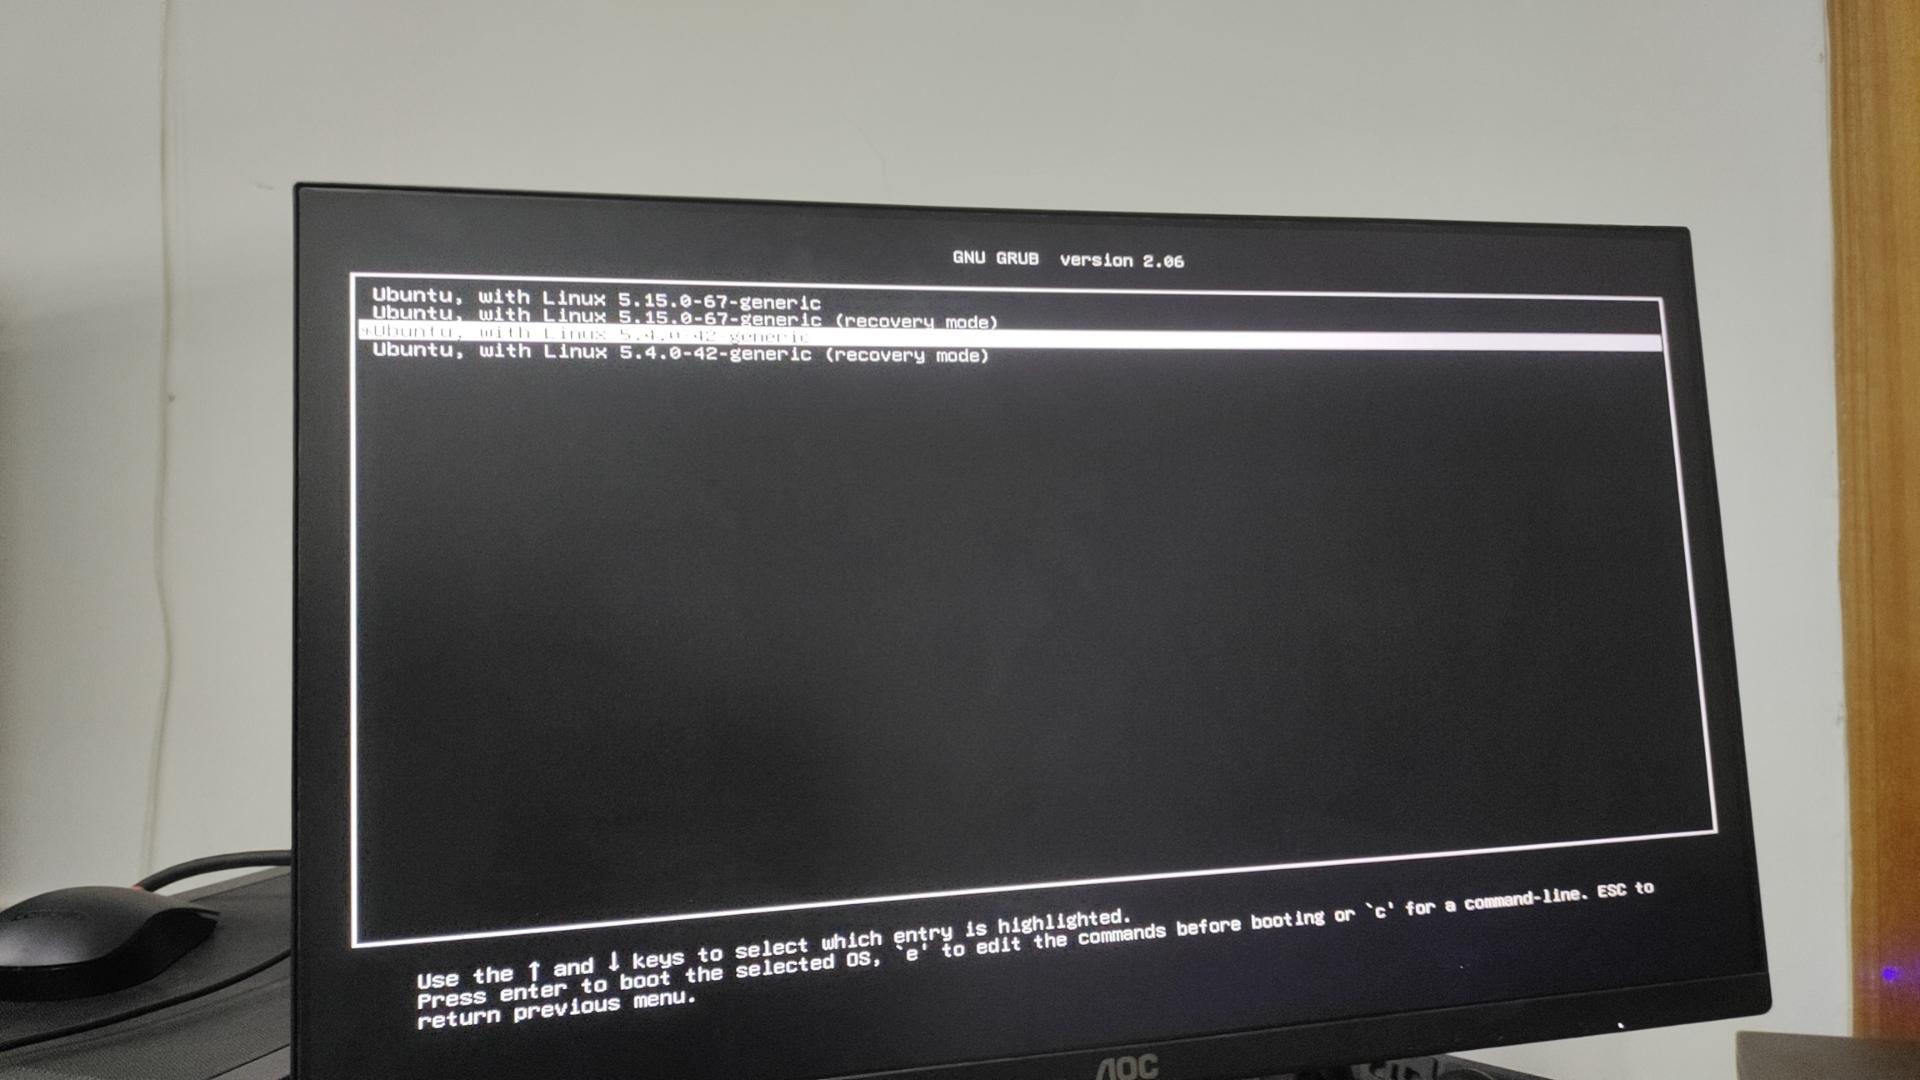 GNU GRUB version 2.06
Ubuntu, with Linux 5.15.0-67-generic
Ubuntu, with Linux 5.15.0-67-generic (recovery mode)
*Ubuntu, with Linux 5.4.0-42-generic
Ubuntu, with Linux 5.4.0-42-generic (recovery mode)
Use the ↑ and ↓ keys to select which entry is highlighted.
Press enter to boot the selected OS, `e' to edit the commands before booting or `c' for a command-line. ESC to
return previous menu.
AOC